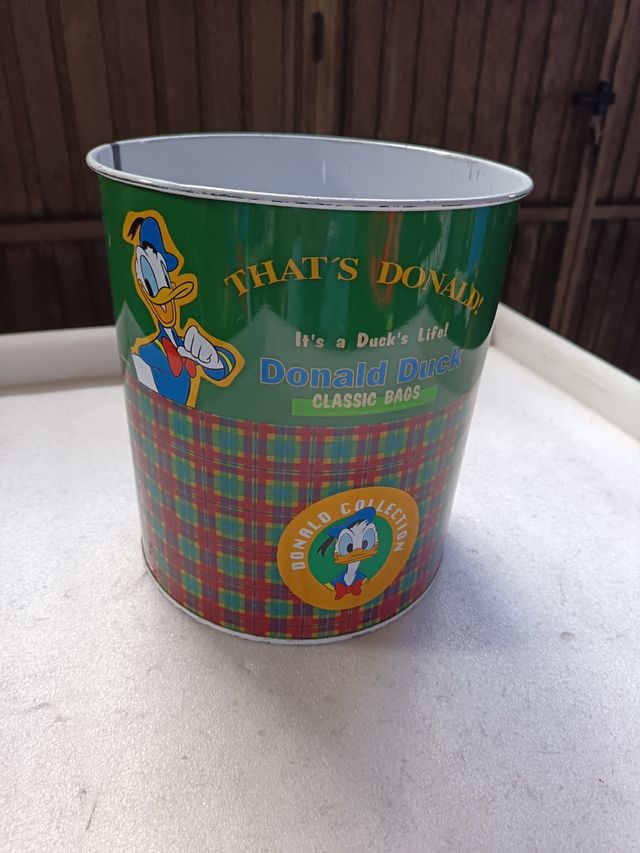 THAT'S DONALD!
It's a Duck's Life!
Donald Duck
CLASSIC BAGS
DONALD COLLECTION